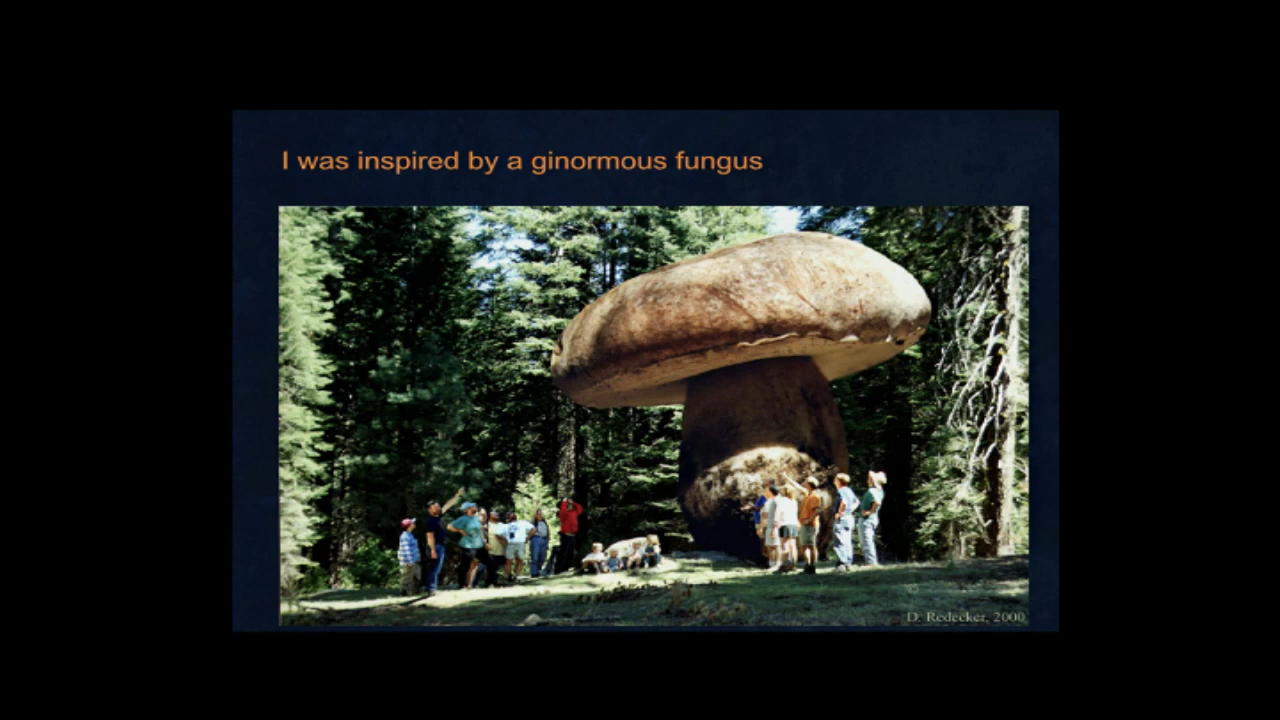 I was inspired by a ginormous fungus
D. Redecker, 2000